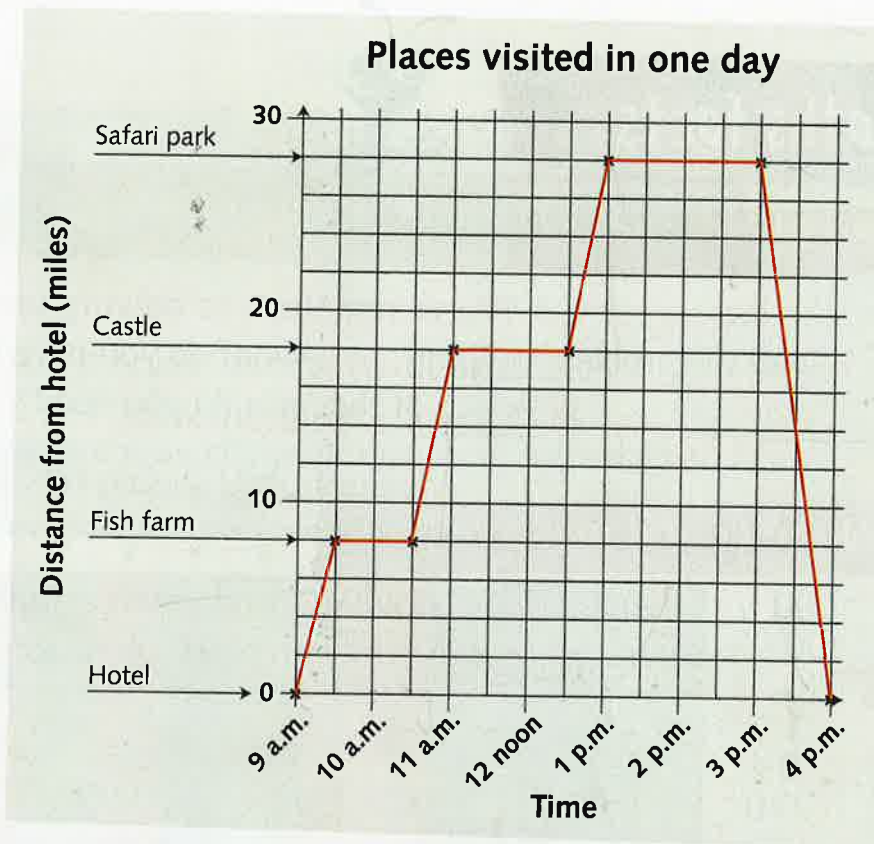 Places visited in one day
30
Safari park
20
Castle
10
Fish farm
Hotel
0
Distance from hotel (miles)
9 a.m.
10 a.m.
11 a.m.
12 noon
1 p.m.
2 p.m.
3 p.m.
4 p.m.
Time